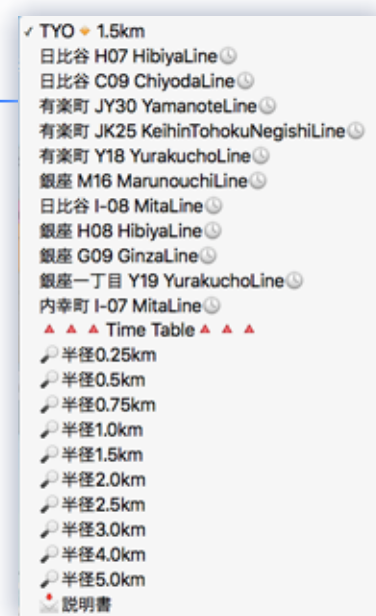 ✓ TYO🔸 1.5km
日比谷 H07 HibiyaLine🕒
日比谷 C09 ChiyodaLine🕒
有楽町 JY30 YamanoteLine🕒
有楽町 JK25 KeihinTohokuNegishiLine🕒
有楽町 Y18 YurakuchoLine🕒
銀座 M16 MarunouchiLine🕒
日比谷 I-08 MitaLine🕒
銀座 H08 HibiyaLine🕒
銀座 G09 GinzaLine🕒
銀座一丁目 Y19 YurakuchoLine🕒
内幸町 I-07 MitaLine🕒
🔺🔺🔺Time Table🔺🔺🔺
🔎半径0.25km
🔎半径0.5km
🔎半径0.75km
🔎半径1.0km
🔎半径1.5km
🔎半径2.0km
🔎半径2.5km
🔎半径3.0km
🔎半径4.0km
🔎半径5.0km
📩説明書